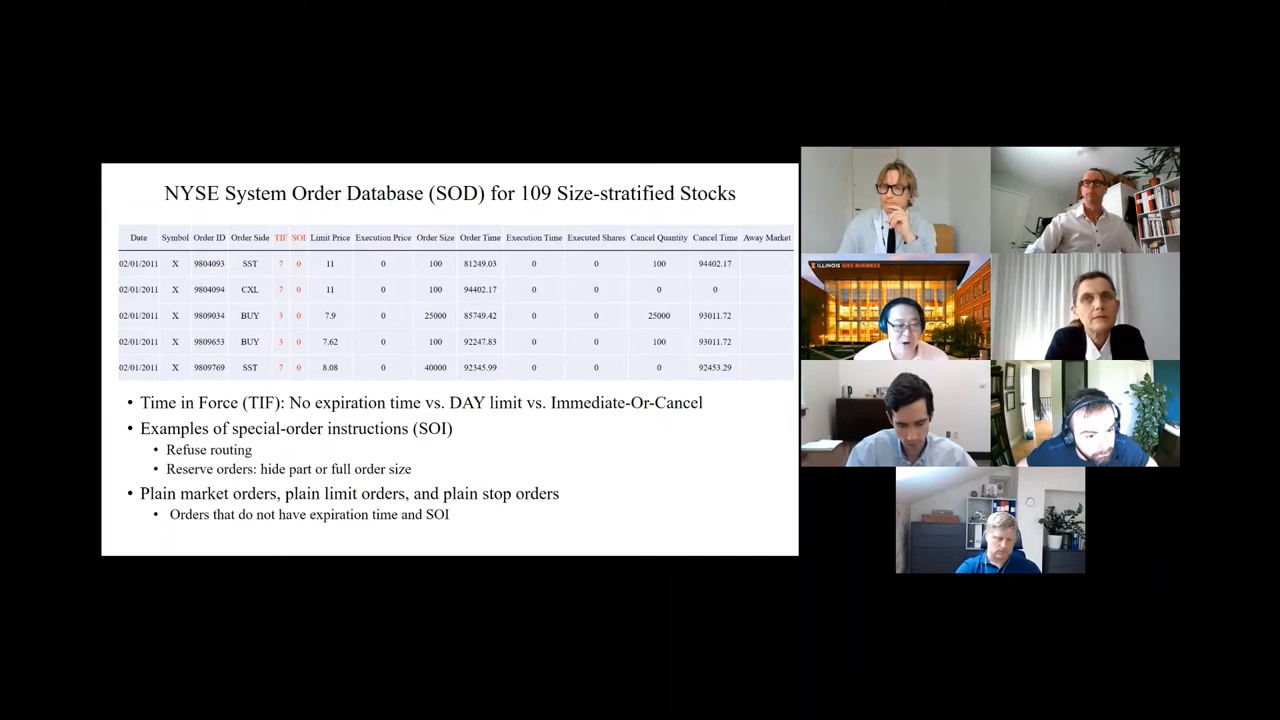 NYSE System Order Database (SOD) for 109 Size-stratified Stocks
Date Symbol Order ID Order Side TIF SOI Limit Price Execution Price Order Size Order Time Execution Time Executed Shares Cancel Quantity Cancel Time Away Market
02/01/2011 X 9804093 SST 7 0 11 0 100 81249.03 0 0 100 94402.17
02/01/2011 X 9804094 CXL 7 0 11 0 100 94402.17 0 0 0 0
02/01/2011 X 9809034 BUY 3 0 7.9 0 25000 85749.42 0 0 25000 93011.72
02/01/2011 X 9809653 BUY 3 0 7.62 0 100 92247.83 0 0 100 93011.72
02/01/2011 X 9809769 SST 7 0 8.08 0 40000 92345.99 0 0 0 92453.29
• Time in Force (TIF): No expiration time vs. DAY limit vs. Immediate-Or-Cancel
• Examples of special-order instructions (SOI)
• Refuse routing
• Reserve orders: hide part or full order size
• Plain market orders, plain limit orders, and plain stop orders
• Orders that do not have expiration time and SOI
ILLINOIS GIES BUSINESS